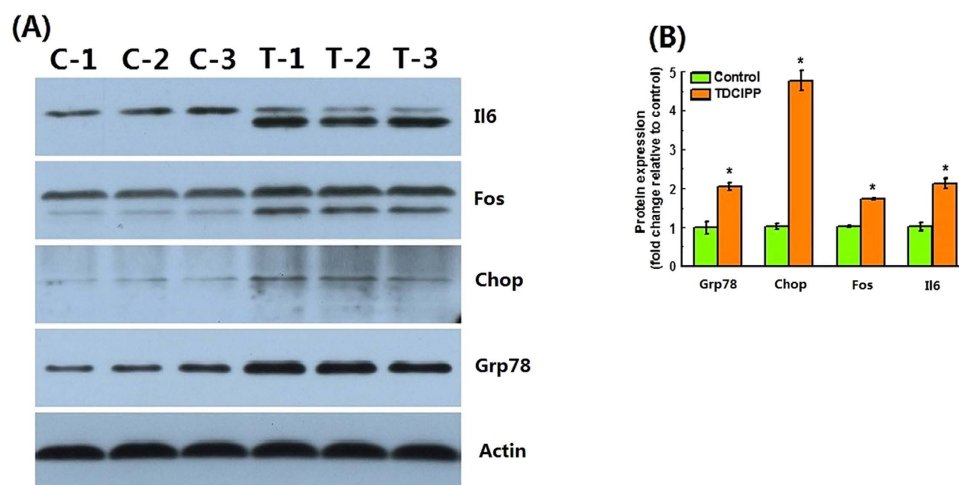 (A)
C-1 C-2 C-3 T-1 T-2 T-3
Il6
Fos
Chop
Grp78
Actin
(B)
Protein expression
(fold change relative to control)
5
4
3
2
1
0
Control
TDCIPP
* * * *
Grp78 Chop Fos Il6